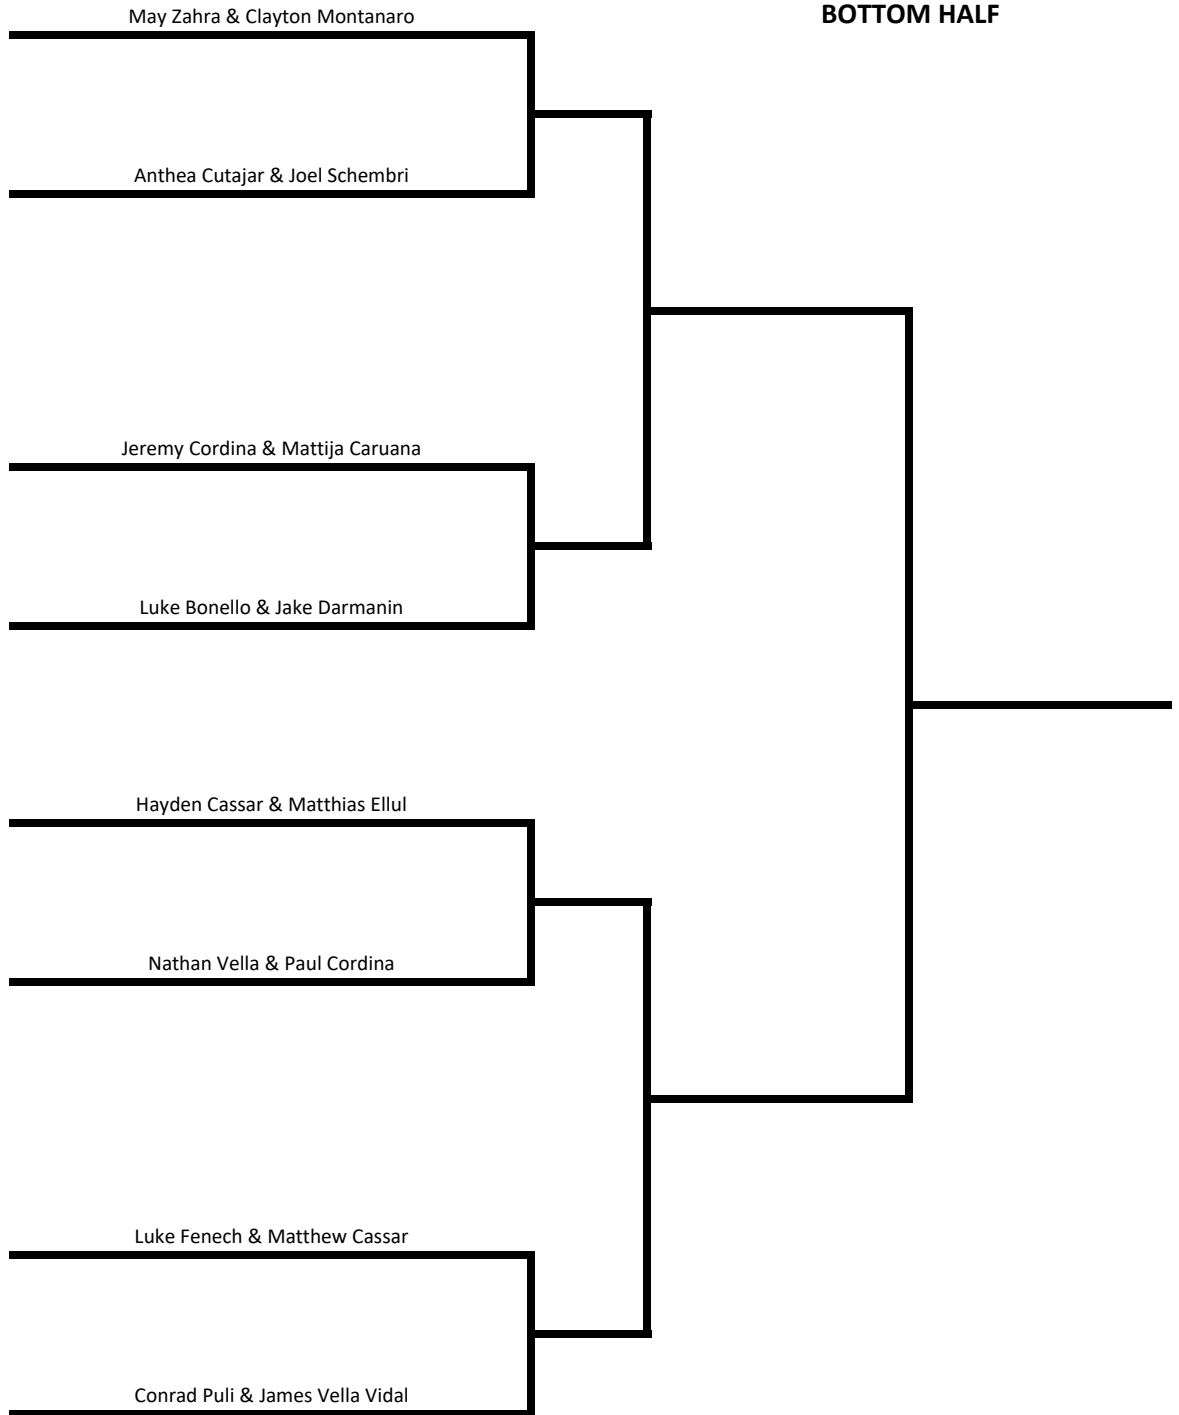 May Zahra & Clayton Montanaro
BOTTOM HALF
Anthea Cutajar & Joel Schembri
Jeremy Cordina & Mattija Caruana
Luke Bonello & Jake Darmanin
Hayden Cassar & Matthias Ellul
Nathan Vella & Paul Cordina
Luke Fenech & Matthew Cassar
Conrad Puli & James Vella Vidal